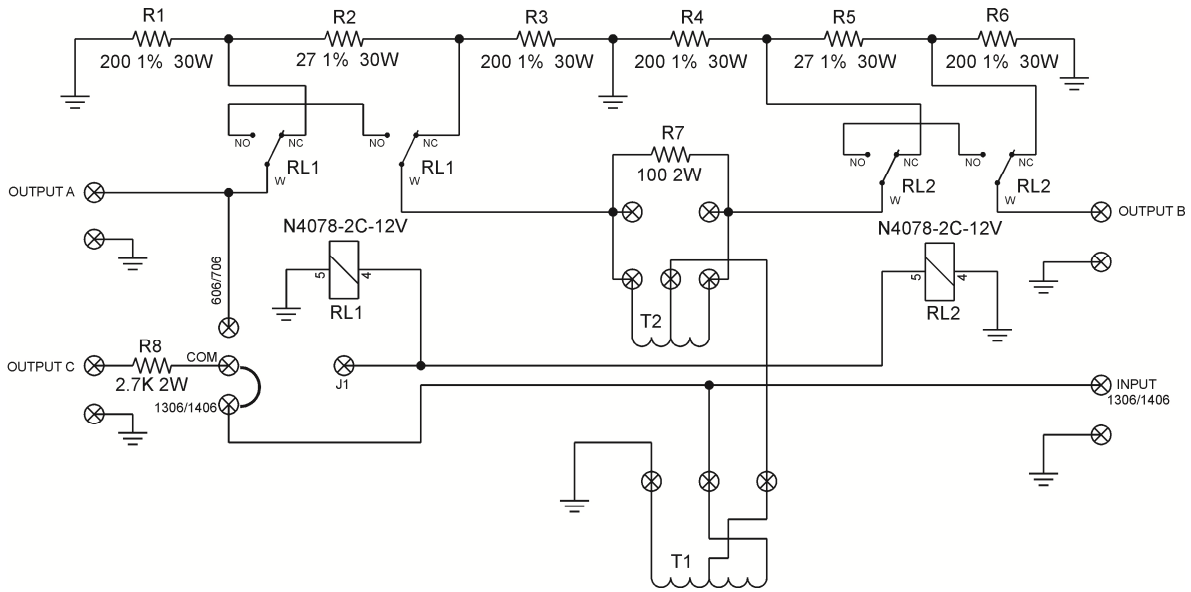 R1
R2
R3
R4
R5
R6
200 1% 30W
27 1% 30W
200 1% 30W
200 1% 30W
27 1% 30W
200 1% 30W
NO
NC
RL1
W
NO
NC
RL1
W
R7
100 2W
NO
NC
RL2
W
NO
NC
RL2
W
OUTPUT A
OUTPUT B
N4078-2C-12V
5
4
RL1
N4078-2C-12V
5
4
RL2
606/706
T2
R8
COM
OUTPUT C
2.7K 2W
J1
1306/1406
INPUT
1306/1406
T1